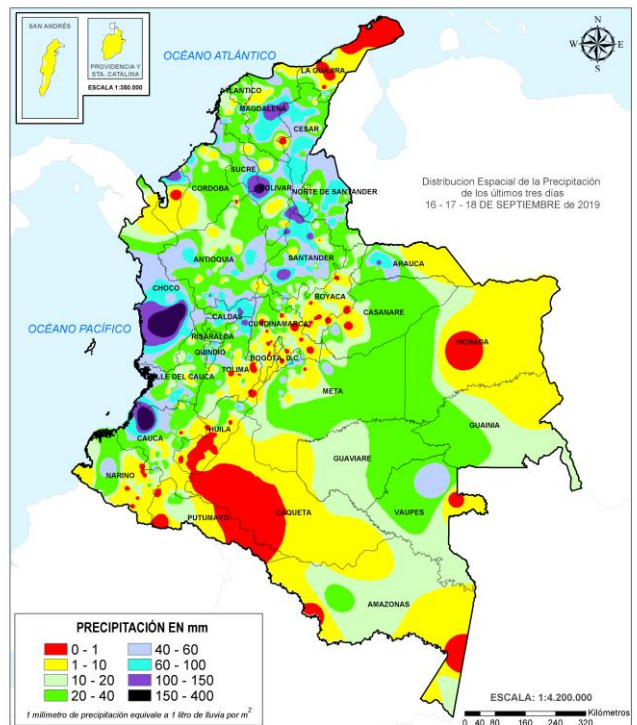 SAN ANDRÉS
PROVIDENCIA Y
STA. CATALINA
ESCALA 1:380.000
OCÉANO ATLÁNTICO
N
W E
S
LA GUAJIRA
ATLANTICO
MAGDALENA
CESAR
SUCRE
CORDOBA
BOLIVAR
NORTE DE SANTANDER
Distribucion Espacial de la Precipitación
de los últimos tres días
16 - 17 - 18 DE SEPTIEMBRE de 2019
ANTIOQUIA
SANTANDER
ARAUCA
CHOCO
BOYACA
CASANARE
OCÉANO PACÍFICO
CALDAS
CUNDINAMARCA
RISARALDA
VICHADA
QUINDIO
BOGOTA, D.C.
VALLE DEL CAUCA
TOLIMA
META
GUAINIA
HUILA
CAUCA
GUAVIARE
NARINO
VAUPES
PUTUMAYO
CAQUETA
AMAZONAS
PRECIPITACIÓN EN mm
0 - 1 40 - 60
1 - 10 60 - 100
10 - 20 100 - 150
20 - 40 150 - 400
1 milimetro de precipitación equivale a 1 litro de lluvia por m2
ESCALA: 1:4.200.000
Kilómetros
0 40 80 160 240 320